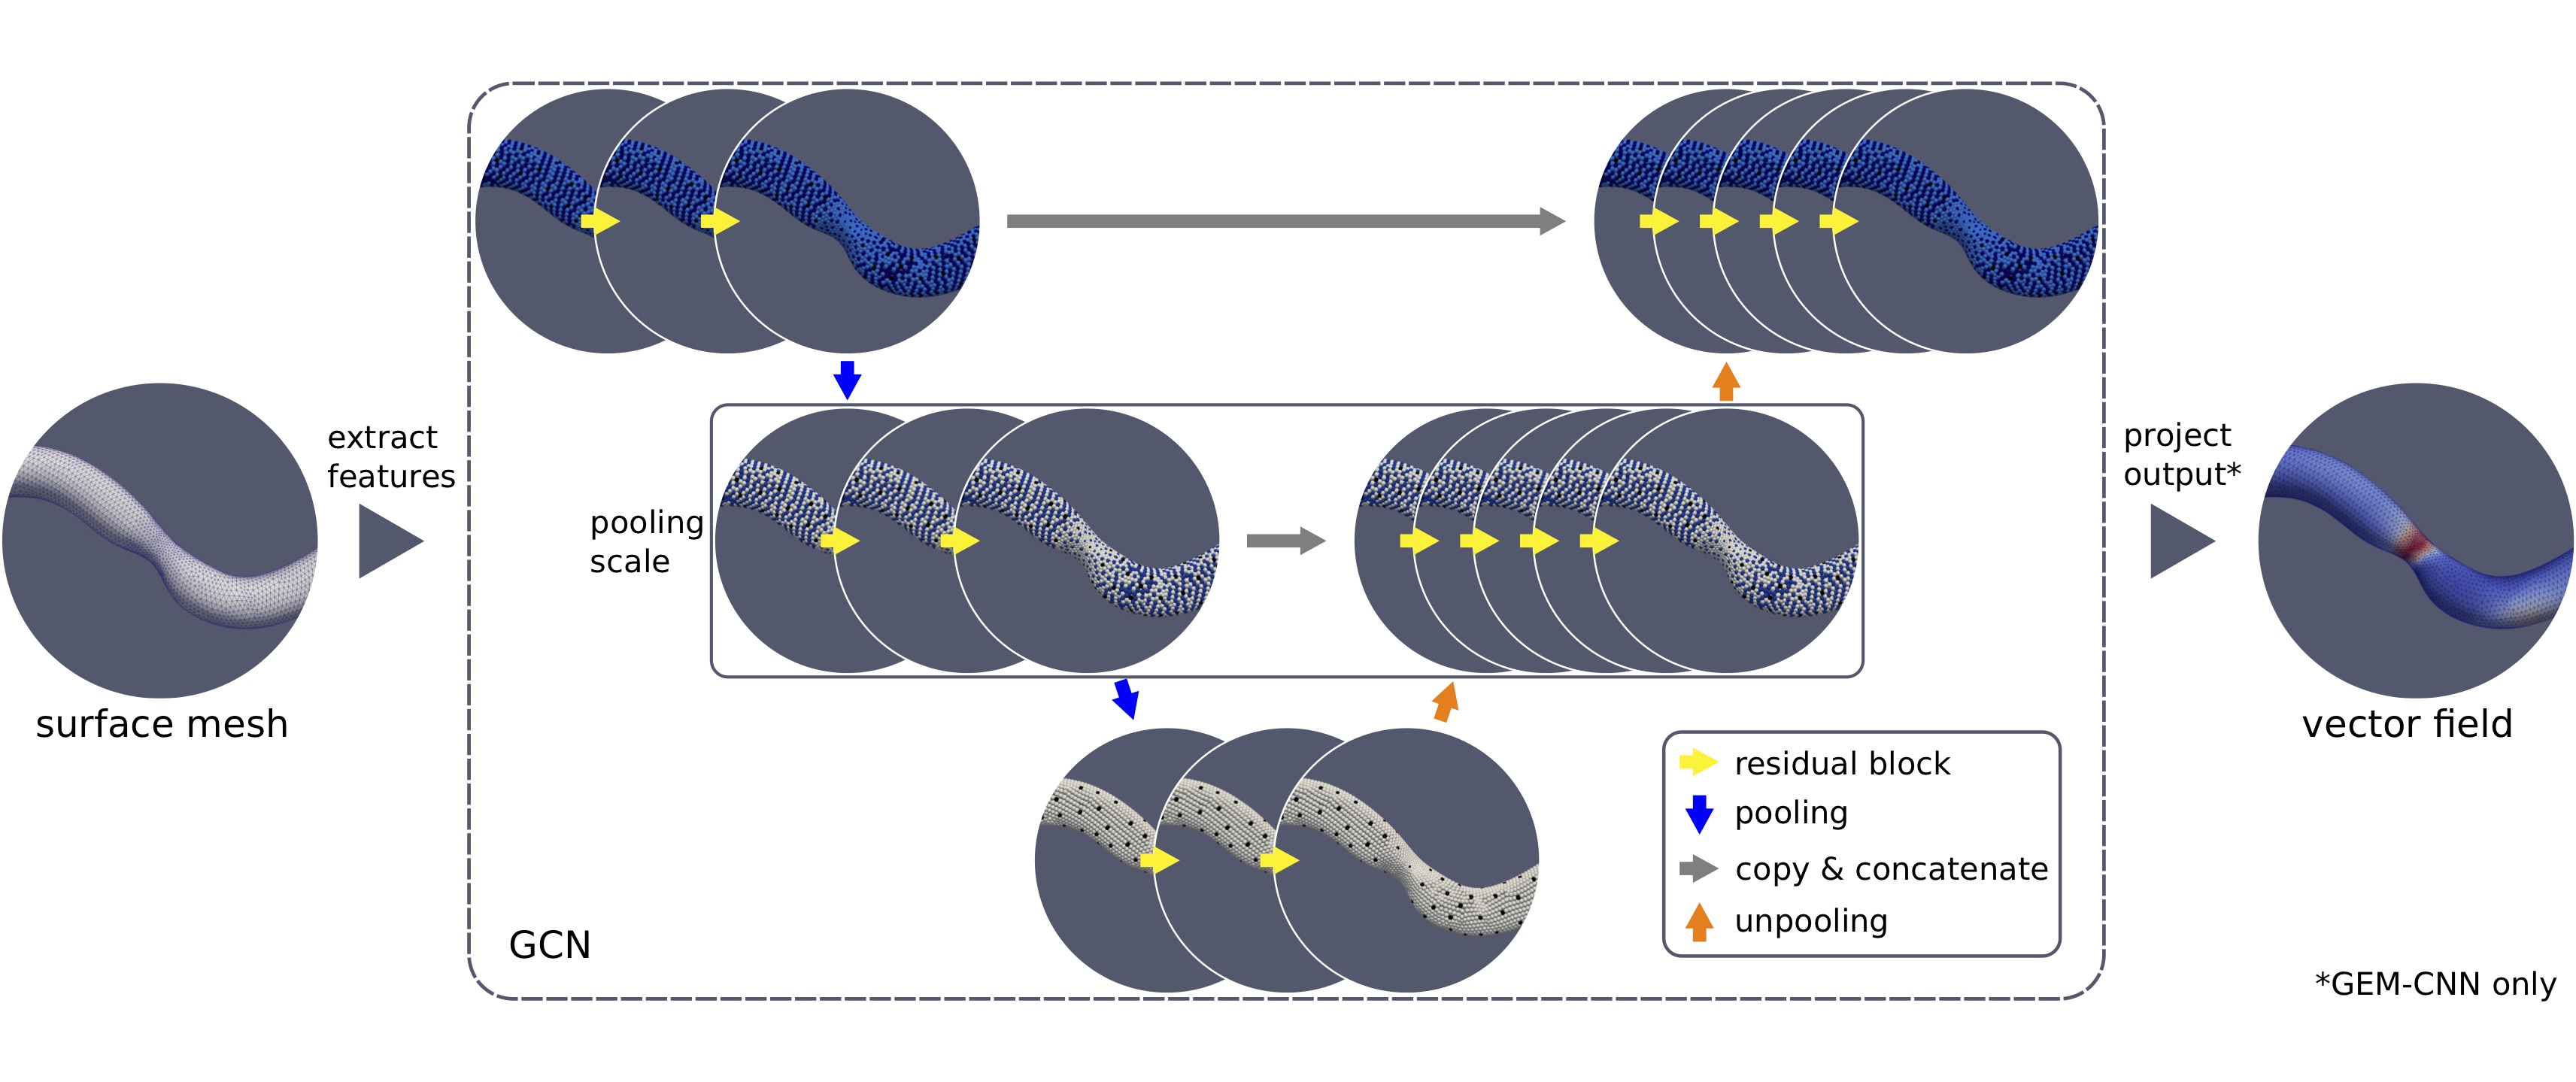 extract
features
surface mesh
pooling
scale
GCN
residual block
pooling
copy & concatenate
unpooling
project
output*
vector field
*GEM-CNN only